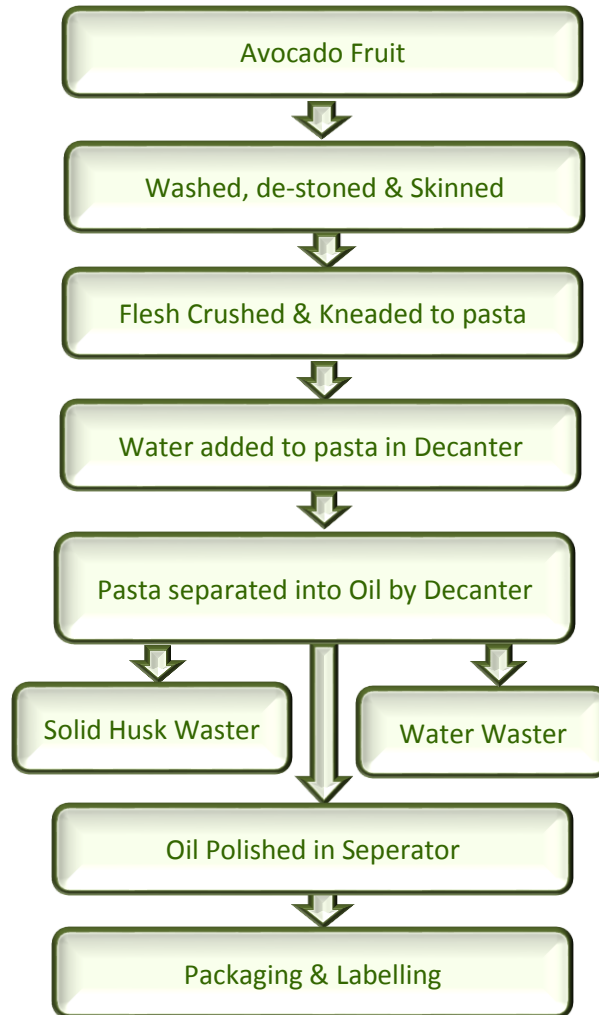 Avocado Fruit
Washed, de-stoned & Skinned
Flesh Crushed & Kneaded to pasta
Water added to pasta in Decanter
Pasta separated into Oil by Decanter
Solid Husk Waster
Water Waster
Oil Polished in Seperator
Packaging & Labelling